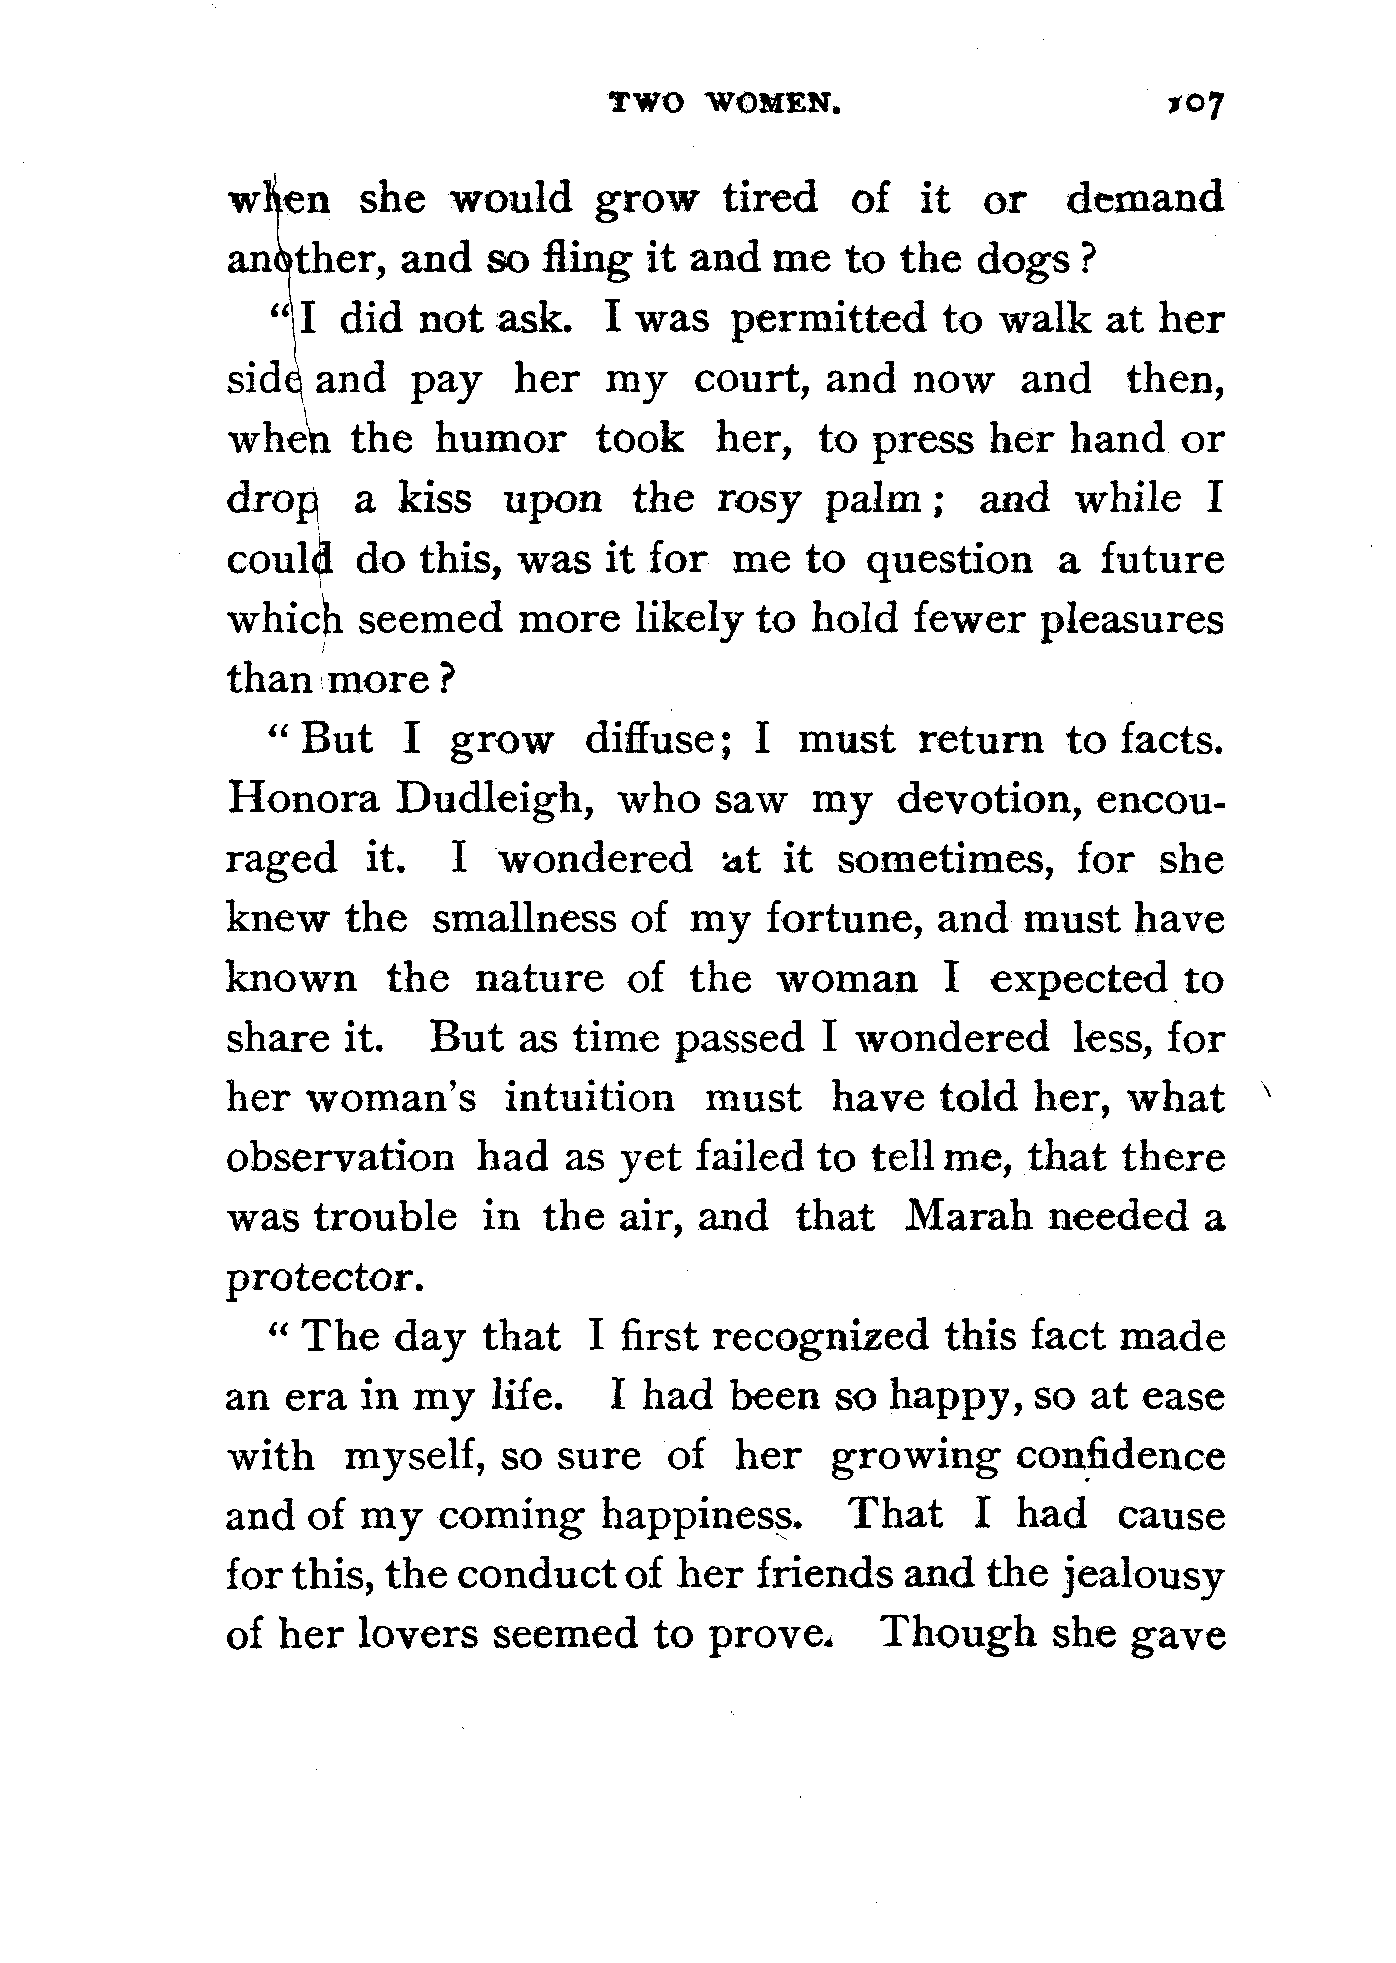 TWO WOMEN. 107
when she would grow tired of it or demand
another, and so fling it and me to the dogs?
"I did not ask. I was permitted to walk at her
side and pay her my court, and now and then,
when the humor took her, to press her hand or
drop a kiss upon the rosy palm; and while I
could do this, was it for me to question a future
which seemed more likely to hold fewer pleasures
than more?
"But I grow diffuse; I must return to facts.
Honora Dudleigh, who saw my devotion, encou-
raged it. I wondered at it sometimes, for she
knew the smallness of my fortune, and must have
known the nature of the woman I expected to
share it. But as time passed I wondered less, for
her woman's intuition must have told her, what
observation had as yet failed to tell me, that there
was trouble in the air, and that Marah needed a
protector.
"The day that I first recognized this fact made
an era in my life. I had been so happy, so at ease
with myself, so sure of her growing confidence
and of my coming happiness. That I had cause
for this, the conduct of her friends and the jealousy
of her lovers seemed to prove. Though she gave